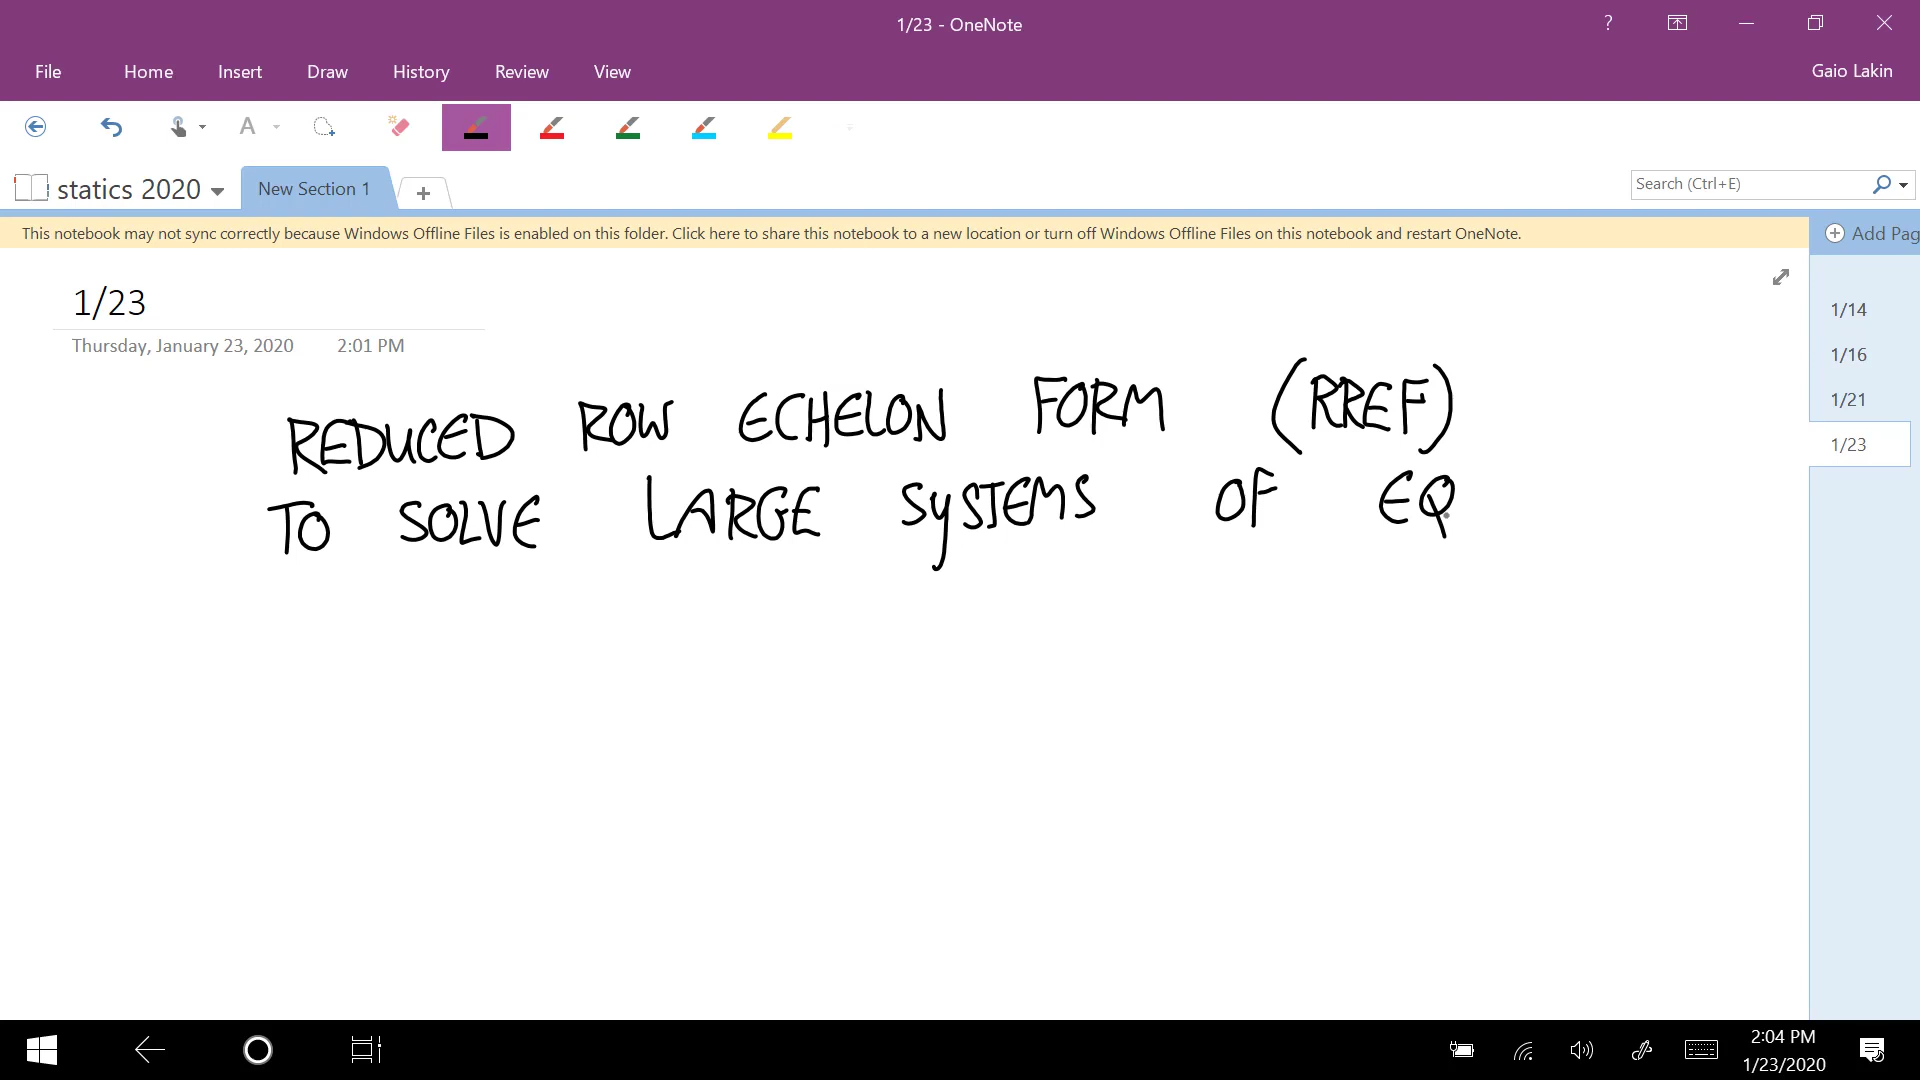 1/23 - OneNote
?
File Home Insert Draw History Review View
Gaio Lakin
A
statics 2020 New Section 1 +
Search (Ctrl+E)
This notebook may not sync correctly because Windows Offline Files is enabled on this folder. Click here to share this notebook to a new location or turn off Windows Offline Files on this notebook and restart OneNote.
Add Pag
1/23
Thursday, January 23, 2020 2:01 PM
1/14
1/16
1/21
1/23
REDUCED ROW ECHELON FORM (RREF)
TO SOLVE LARGE SYSTEMS OF EQ
2:04 PM
1/23/2020